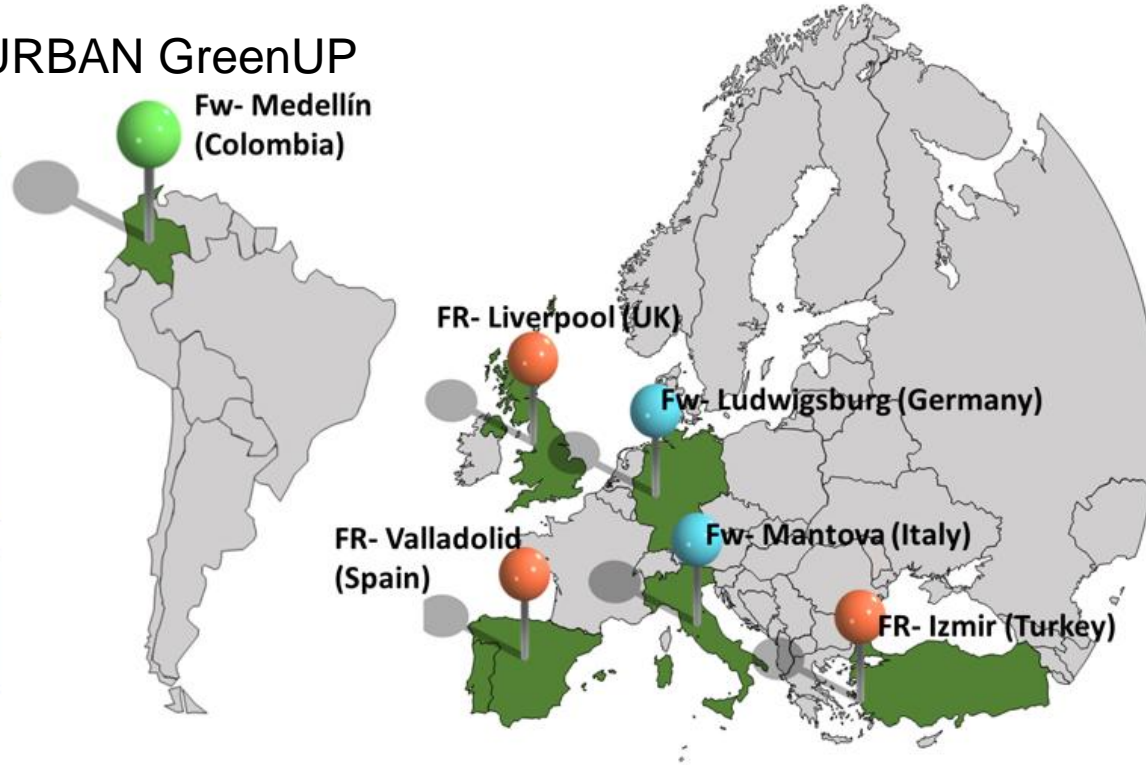 URBAN GreenUP
Fw- Medellín
(Colombia)
FR- Liverpool (UK)
Fw- Ludwigsburg (Germany)
FR- Valladolid
(Spain)
Fw- Mantova (Italy)
FR- Izmir (Turkey)